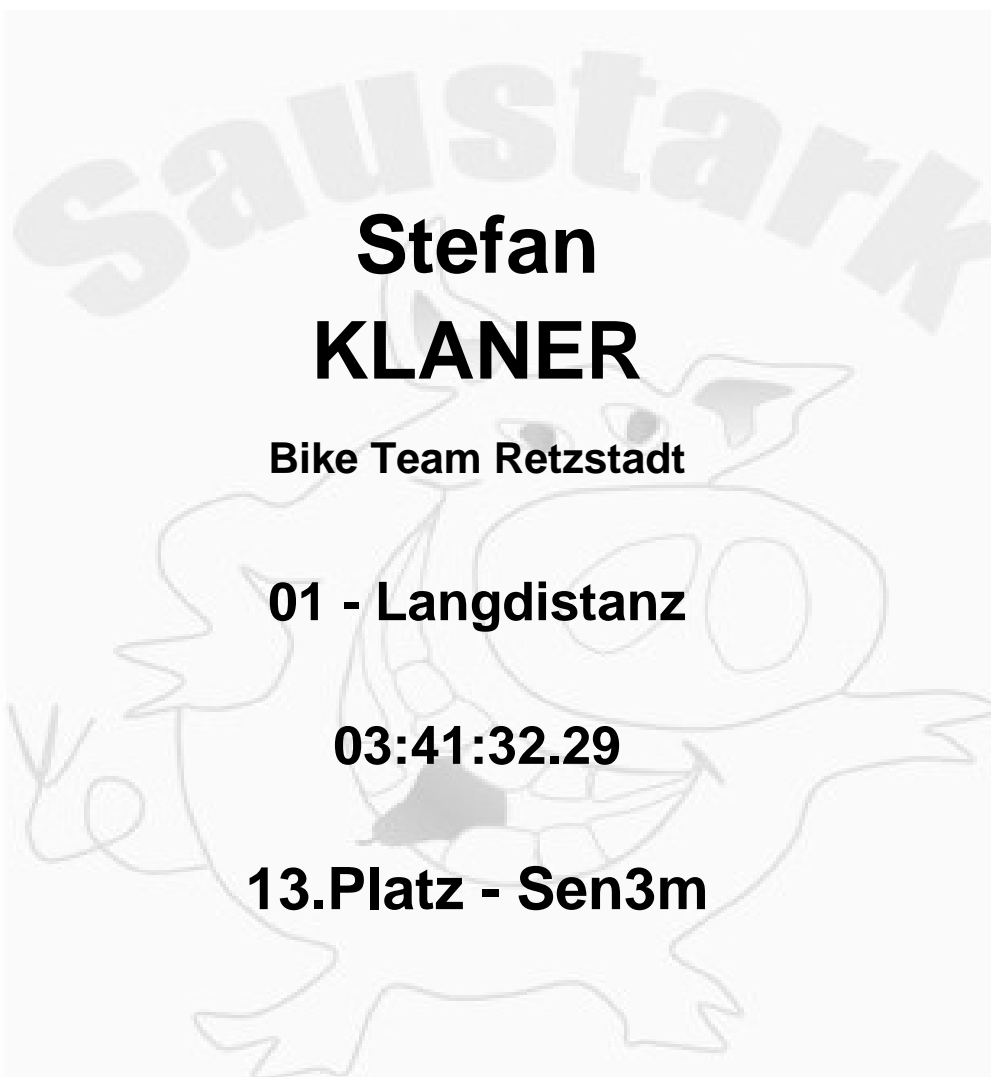 Saustark
Stefan
KLANER
Bike Team Retzstadt
01 - Langdistanz
03:41:32.29
13.Platz - Sen3m